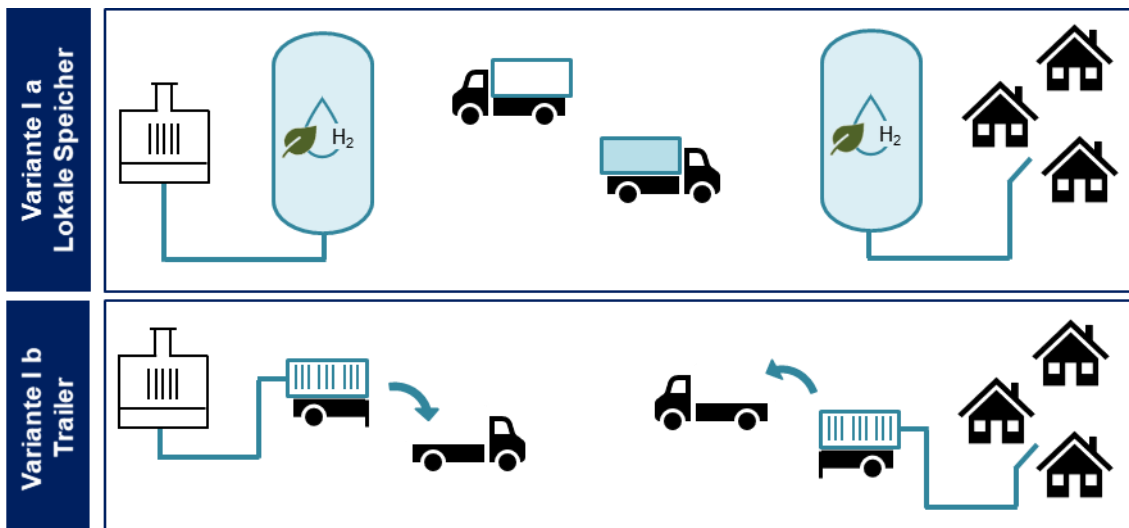 Variante I a
Lokale Speicher
H₂
H₂
Variante I b
Trailer